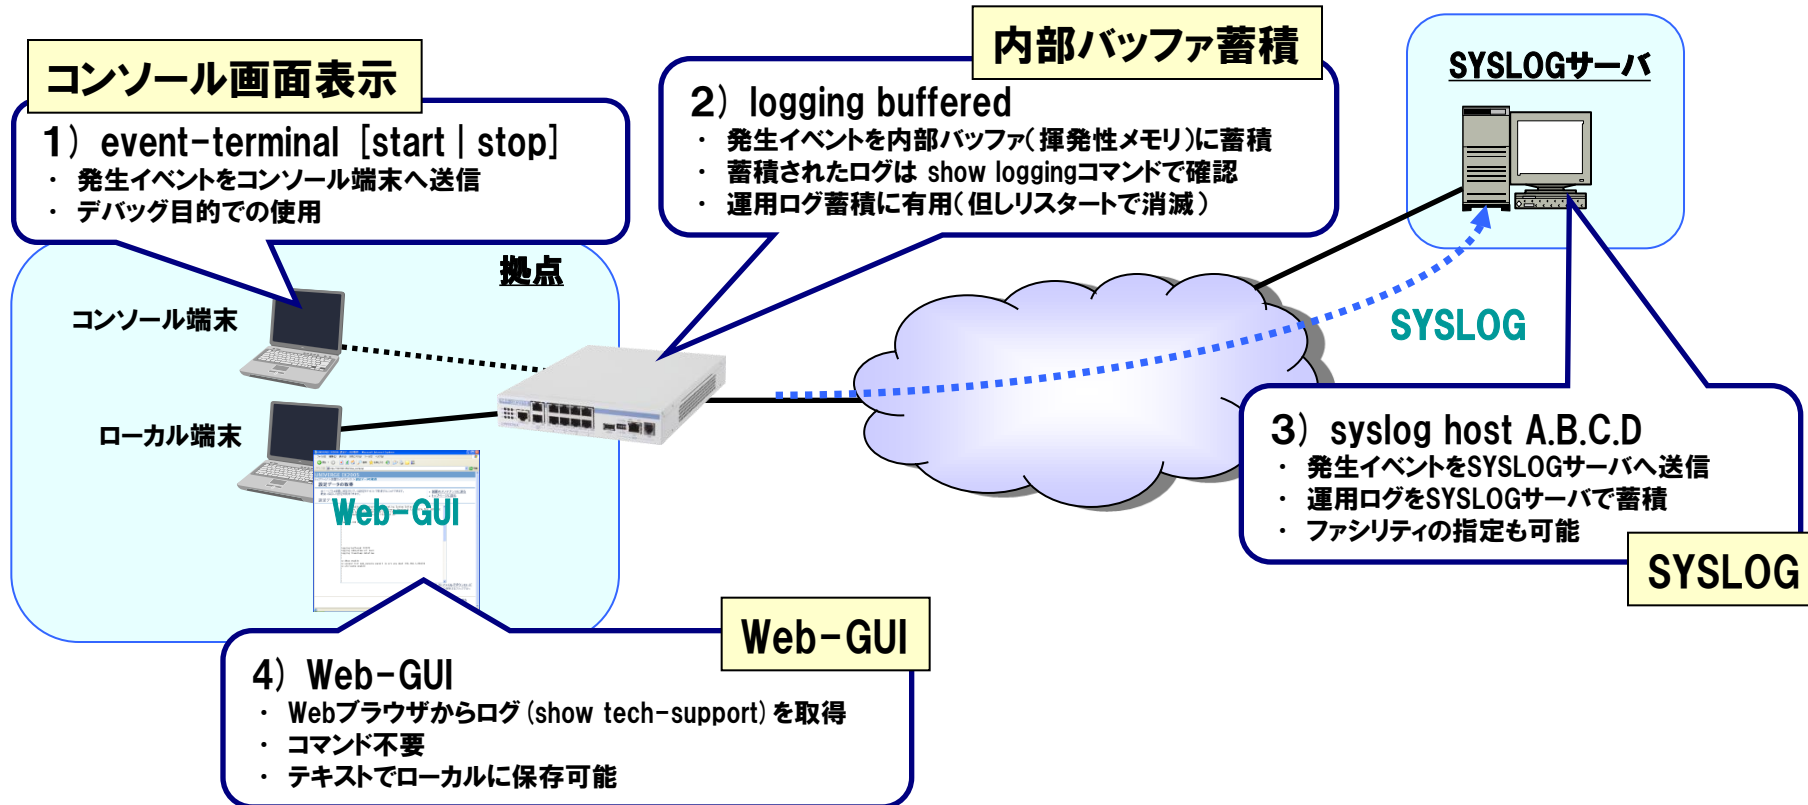 コンソール画面表示
1) event-terminal [start | stop]
・ 発生イベントをコンソール端末へ送信
・ デバッグ目的での使用
内部バッファ蓄積
2) logging buffered
・ 発生イベントを内部バッファ(揮発性メモリ)に蓄積
・ 蓄積されたログは show loggingコマンドで確認
・ 運用ログ蓄積に有用(但しリスタートで消滅)
SYSLOGサーバ
拠点
コンソール端末
ローカル端末
Web-GUI
SYSLOG
3) syslog host A.B.C.D
・ 発生イベントをSYSLOGサーバへ送信
・ 運用ログをSYSLOGサーバで蓄積
・ ファシリティの指定も可能
SYSLOG
Web-GUI
4) Web-GUI
・ Webブラウザからログ(show tech-support)を取得
・ コマンド不要
・ テキストでローカルに保存可能